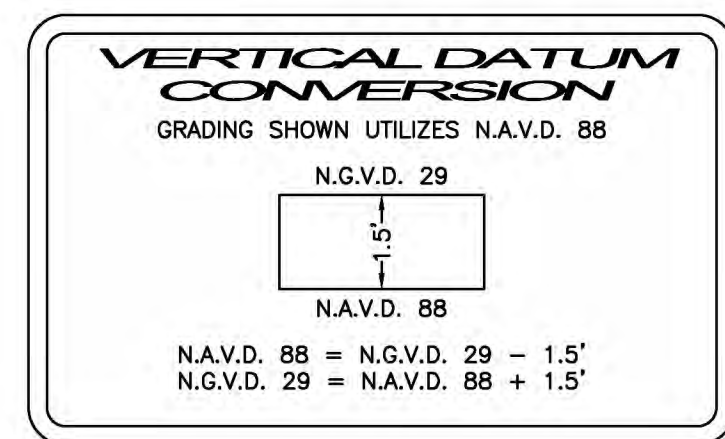 VERTICAL DATUM
CONVERSION
GRADING SHOWN UTILIZES N.A.V.D. 88
N.G.V.D. 29
1.5'
N.A.V.D. 88
N.A.V.D. 88 = N.G.V.D. 29 - 1.5'
N.G.V.D. 29 = N.A.V.D. 88 + 1.5'